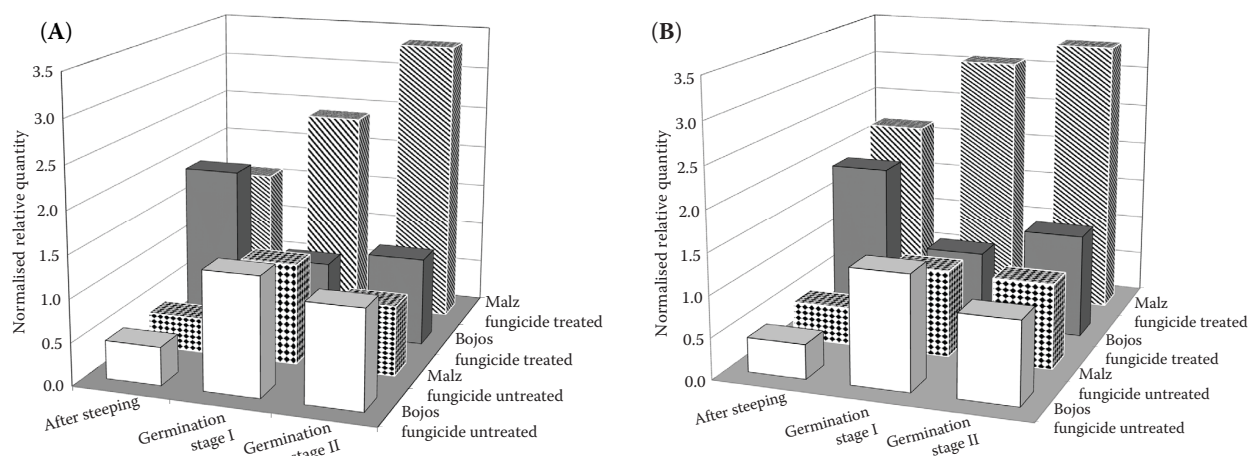 (A)
Normalised relative quantity
3.5
3.0
2.5
2.0
1.5
1.0
0.5
0.0
After steeping
Germination
stage I
Germination
stage II
Malz
fungicide treated
Bojos
fungicide treated
Malz
fungicide untreated
Bojos
fungicide untreated
(B)
Normalised relative quantity
3.5
3.0
2.5
2.0
1.5
1.0
0.5
0.0
After steeping
Germination
stage I
Germination
stage II
Malz
fungicide treated
Bojos
fungicide treated
Malz
fungicide untreated
Bojos
fungicide untreated